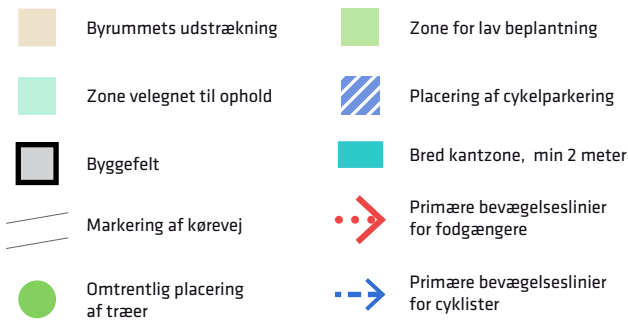 Byrummets udstrækning
Zone velegnet til ophold
Byggefelt
Markering af kørevej
Omtrentlig placering
af træer
Zone for lav beplantning
Placering af cykelparkering
Bred kantzone, min 2 meter
Primære bevægelseslinier
for fodgængere
Primære bevægelseslinier
for cyklister